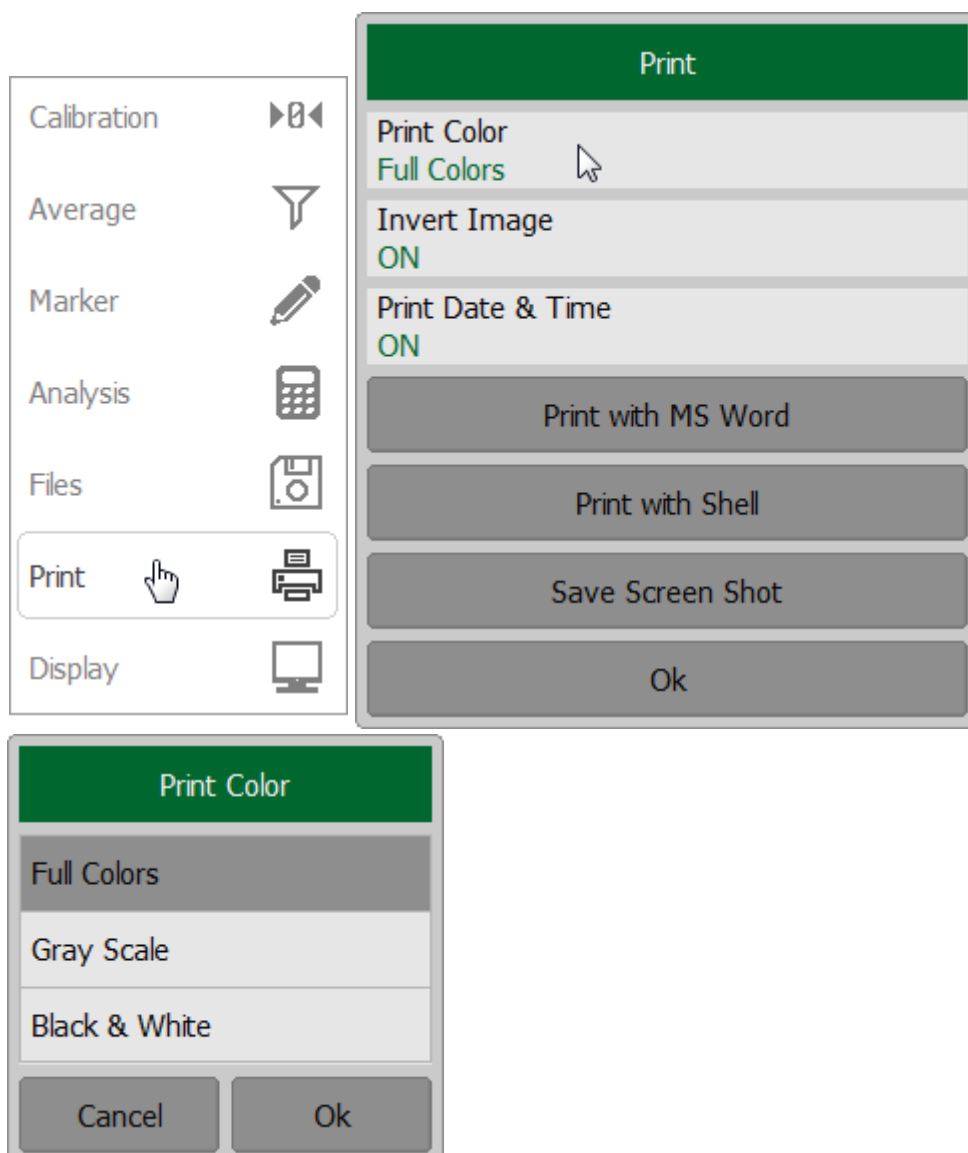 Calibration
Average
Marker
Analysis
Files
Print
Display
Print
Print Color
Full Colors
Invert Image
ON
Print Date & Time
ON
Print with MS Word
Print with Shell
Save Screen Shot
Ok
Print Color
Full Colors
Gray Scale
Black & White
Cancel
Ok